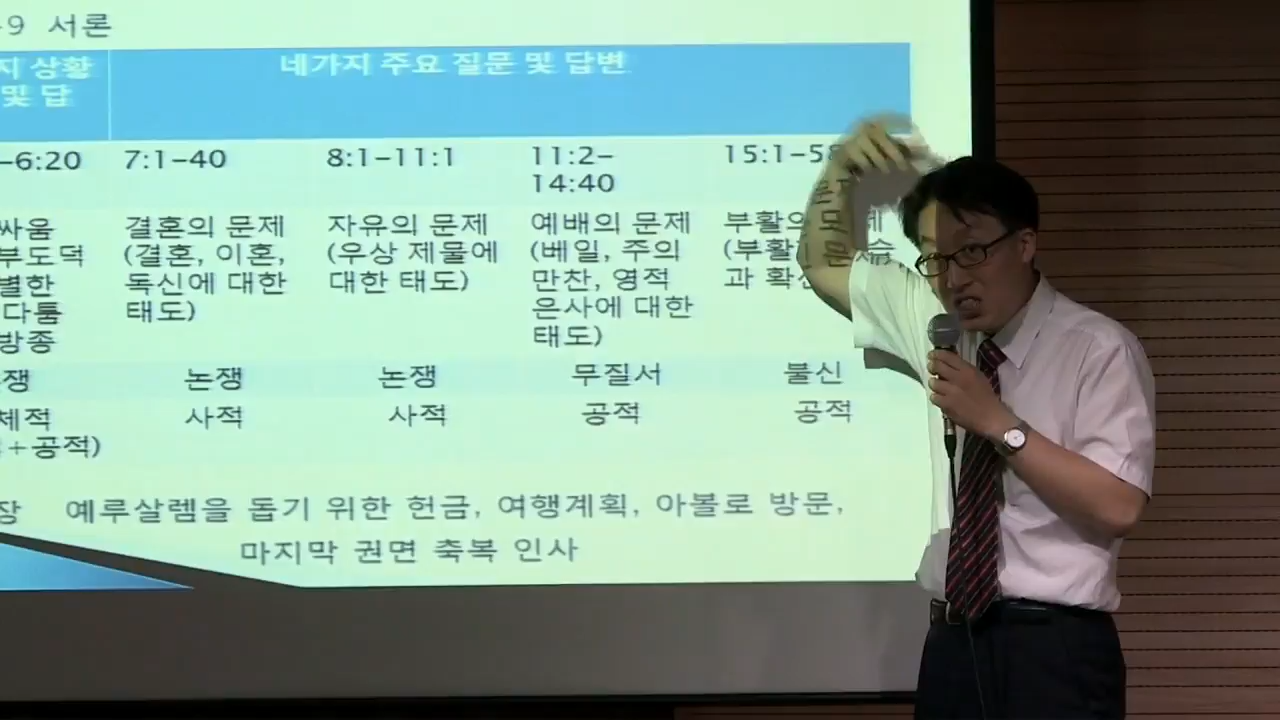 -9 서론
지 상황
및 답
네가지 주요 질문 및 답변
-6:20
7:1-40
8:1-11:1
11:2-
14:40
15:1-58
싸움
부도덕
별한
다툼
방종
결혼의 문제
(결혼, 이혼,
독신에 대한
태도)
자유의 문제
(우상 제물에
대한 태도)
예배의 문제
(베일, 주의
만찬, 영적
은사에 대한
태도)
부활의 문제
(부활
과 확신
쟁
논쟁
논쟁
무질서
불신
체적
+공적)
사적
사적
공적
공적
장 예루살렘을 돕기 위한 헌금, 여행계획, 아볼로 방문,
마지막 권면 축복 인사